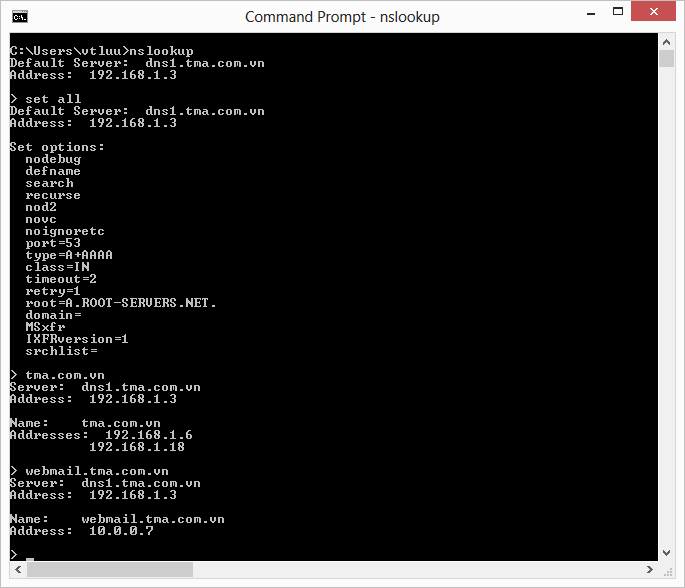 Command Prompt - nslookup
C:\Users\vtluu>nslookup
Default Server:  dns1.tma.com.vn
Address:  192.168.1.3
> set all
Default Server:  dns1.tma.com.vn
Address:  192.168.1.3
Set options:
  nodebug
  defname
  search
  recurse
  nod2
  novc
  noignoretc
  port=53
  type=A+AAAA
  class=IN
  timeout=2
  retry=1
  root=A.ROOT-SERVERS.NET.
  domain=
  MSxfr
  IXFRversion=1
  srchlist=
> tma.com.vn
Server:  dns1.tma.com.vn
Address:  192.168.1.3
Name:    tma.com.vn
Addresses:  192.168.1.6
          192.168.1.18
> webmail.tma.com.vn
Server:  dns1.tma.com.vn
Address:  192.168.1.3
Name:    webmail.tma.com.vn
Address:  10.0.0.7
> _